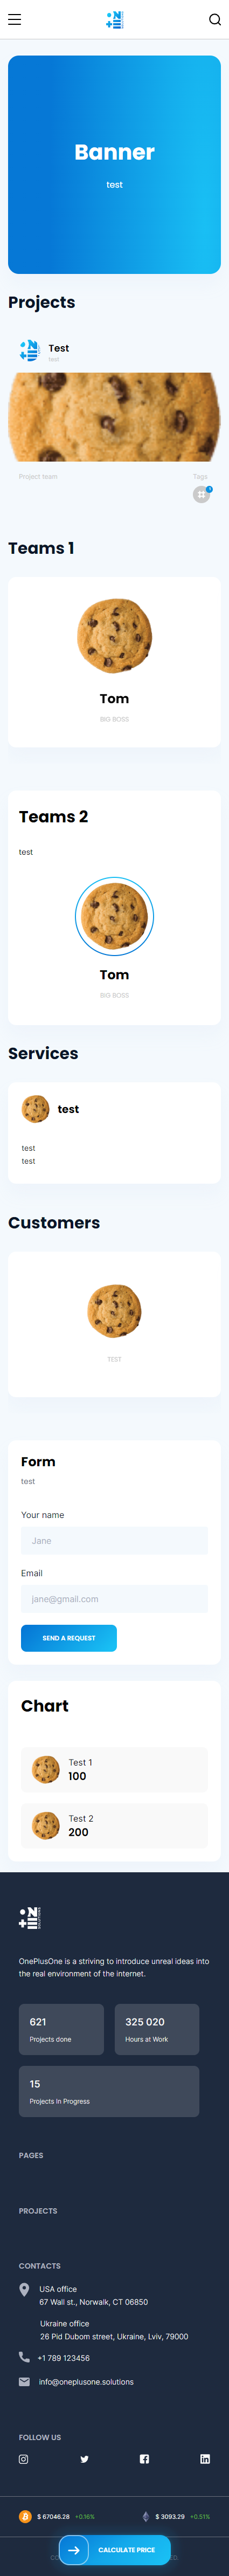 Banner
test
Projects
Test
test
Project team
Tags
Teams 1
Tom
BIG BOSS
Teams 2
test
Tom
BIG BOSS
Services
test
test
test
Customers
TEST
Form
test
Your name
Jane
Email
jane@gmail.com
SEND A REQUEST
Chart
Test 1
100
Test 2
200
OnePlusOne is a striving to introduce unreal ideas into
the real environment of the internet.
621
Projects done
325 020
Hours at Work
15
Projects In Progress
PAGES
PROJECTS
CONTACTS
USA office
67 Wall st., Norwalk, CT 06850
Ukraine office
26 Pid Dubom street, Ukraine, Lviv, 79000
+1 789 123456
info@oneplusone.solutions
FOLLOW US
$ 67046.28 +0.16%
$ 3093.29 +0.51%
CALCULATE PRICE